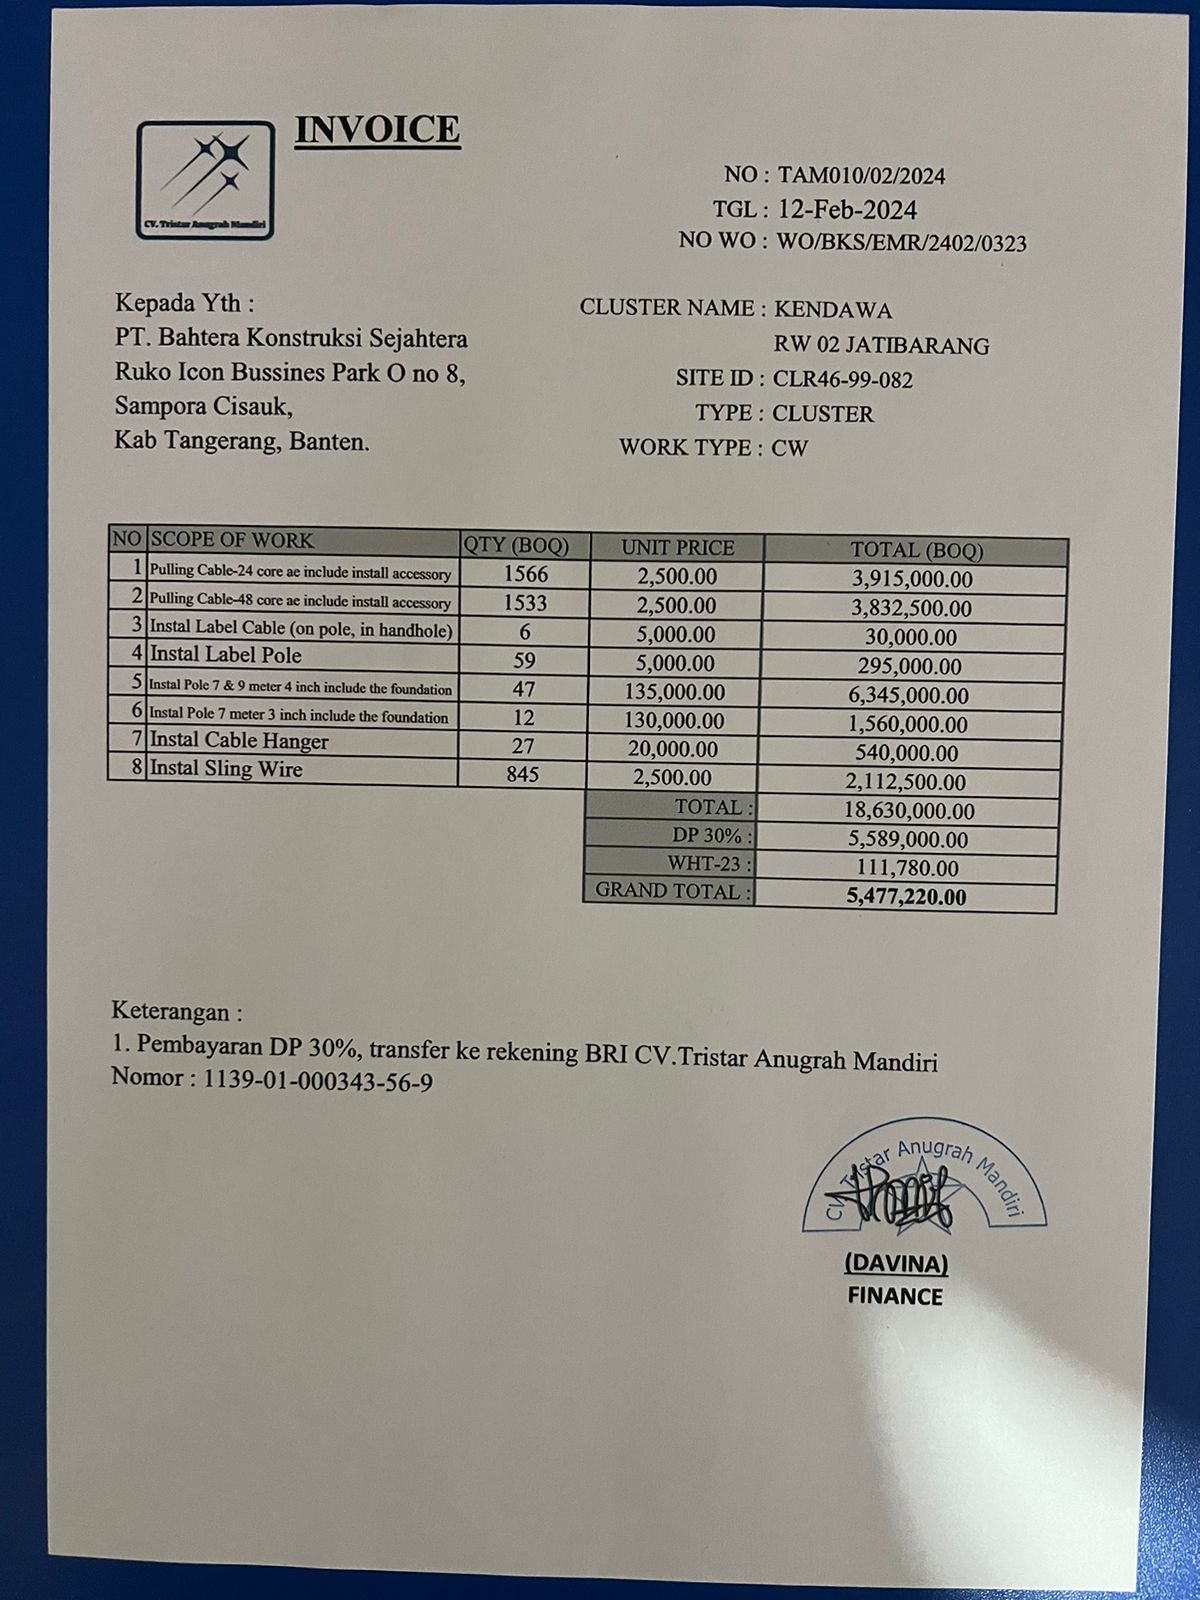 INVOICE
CV. Tristar Anugrah Mandiri
NO : TAM010/02/2024
TGL : 12-Feb-2024
NO WO : WO/BKS/EMR/2402/0323
Kepada Yth :
PT. Bahtera Konstruksi Sejahtera
Ruko Icon Bussines Park O no 8,
Sampora Cisauk,
Kab Tangerang, Banten.
CLUSTER NAME : KENDAWA
RW 02 JATIBARANG
SITE ID : CLR46-99-082
TYPE : CLUSTER
WORK TYPE : CW
NO SCOPE OF WORK QTY (BOQ) UNIT PRICE TOTAL (BOQ)
1 Pulling Cable-24 core ae include install accessory 1566 2,500.00 3,915,000.00
2 Pulling Cable-48 core ae include install accessory 1533 2,500.00 3,832,500.00
3 Instal Label Cable (on pole, in handhole) 6 5,000.00 30,000.00
4 Instal Label Pole 59 5,000.00 295,000.00
5 Instal Pole 7 & 9 meter 4 inch include the foundation 47 135,000.00 6,345,000.00
6 Instal Pole 7 meter 3 inch include the foundation 12 130,000.00 1,560,000.00
7 Instal Cable Hanger 27 20,000.00 540,000.00
8 Instal Sling Wire 845 2,500.00 2,112,500.00
TOTAL : 18,630,000.00
DP 30% : 5,589,000.00
WHT-23 : 111,780.00
GRAND TOTAL : 5,477,220.00
Keterangan :
1. Pembayaran DP 30%, transfer ke rekening BRI CV.Tristar Anugrah Mandiri
Nomor : 1139-01-000343-56-9
CV. Tristar Anugrah Mandiri
(DAVINA)
FINANCE